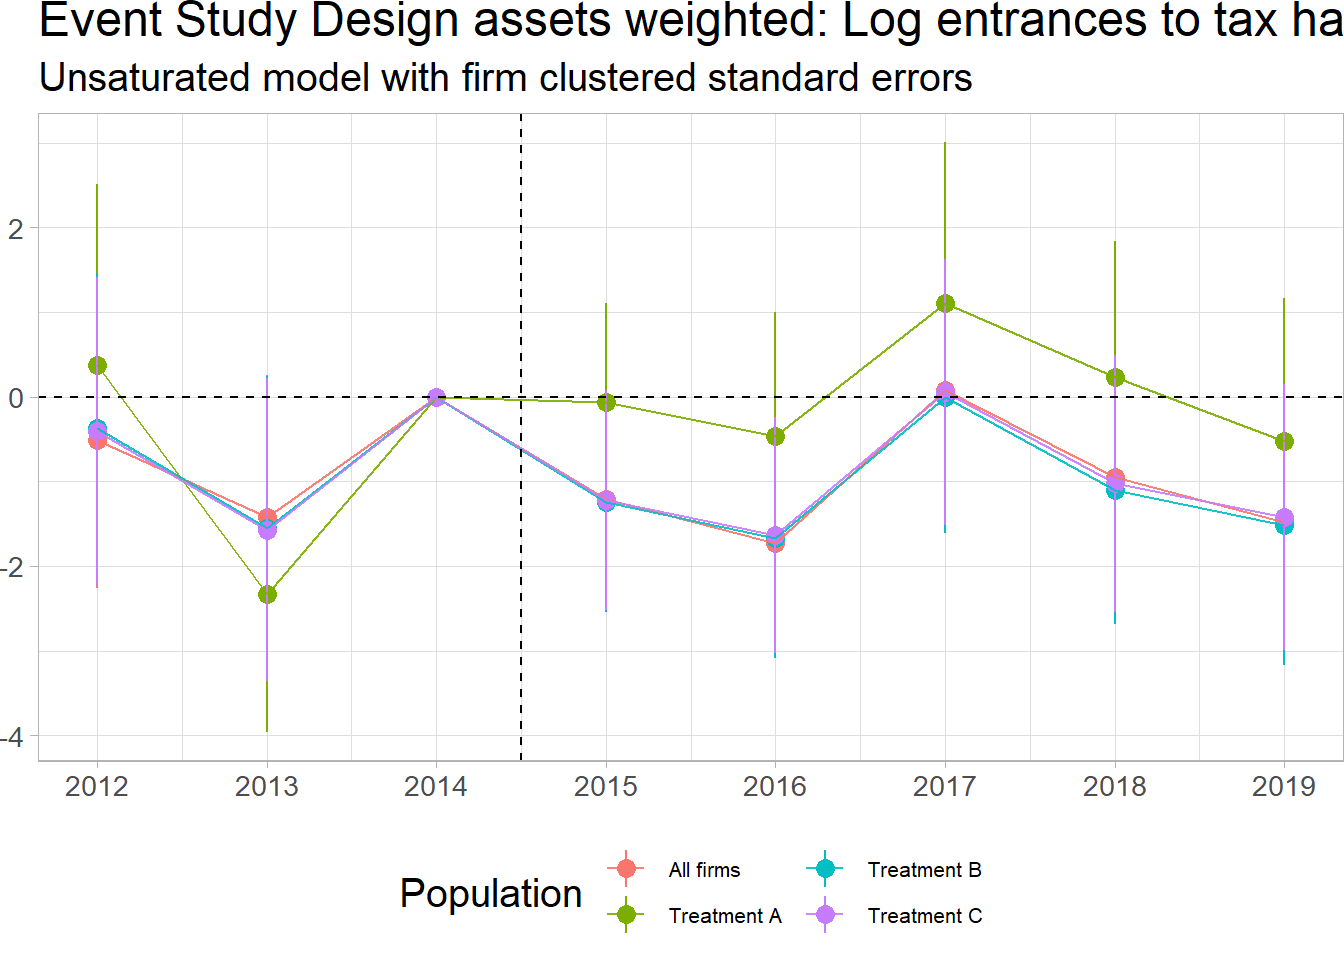 Event Study Design assets weighted: Log entrances to tax ha
Unsaturated model with firm clustered standard errors
2
0
-2
-4
2012 2013 2014 2015 2016 2017 2018 2019
Population
All firms
Treatment A
Treatment B
Treatment C